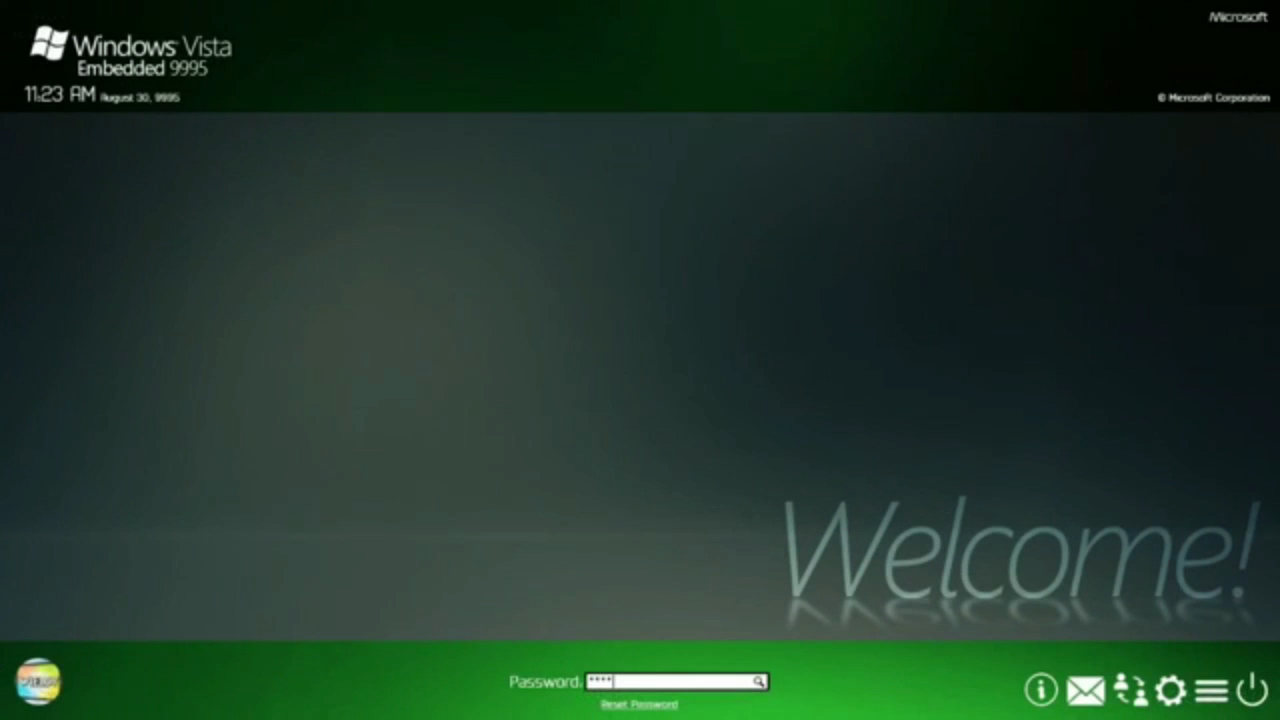 Microsoft
Windows Vista
Embedded 9995
11:23 AM August 30, 9995
© Microsoft Corporation
Welcome!
Password: ****
Reset Password